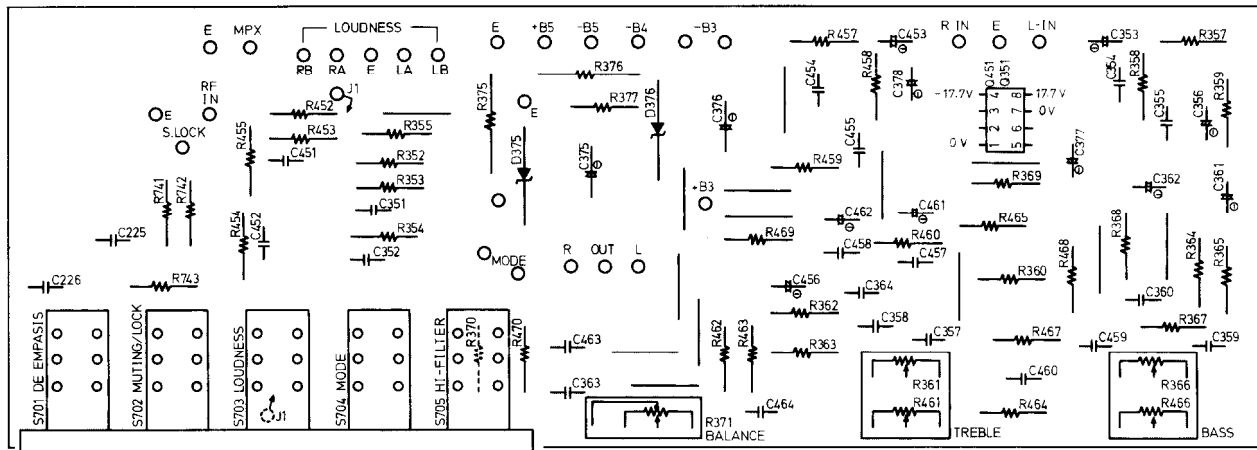 E MPX LOUDNESS
RB RA E LA LB
E +B5 -B5 -B4 -B3
R457 C453 ⊖ R IN E L-IN C353 ⊖ R357
RF IN
E
S.LOCK
J1
R452
R453
C451
R455
R355
R352
R353
C351
R354
C352
R375
R376
R377
E
D375
C375 ⊖
D376
C376 ⊖
C454
R458
C378 ⊖
C455
R459
Q451
Q351
-17.7V 4 8 17.7V
3 7 0V
2 6
0V 1 5
C377 ⊖
C354
R358
C355
C356 ⊖
R359
R369
C362 ⊖
C361 ⊖
R741
R742
C225
R454
C452
C226
R743
+B3
R469
C462 ⊖
C461 ⊖
C458
R460
C457
R465
R468
R368
R364
R365
MODE
R OUT L
C456 ⊖
R362
C364
R360
C360
C358
C357
R363
R467
C459
R367
C359
S701 DE EMPASIS
S702 MUTING/LOCK
S703 LOUDNESS
J1
S704 MODE
S705 HI-FILTER
R370
R470
C463
C363
R462
R463
C464
R371
BALANCE
R361
R461
TREBLE
C460
R464
R366
R466
BASS